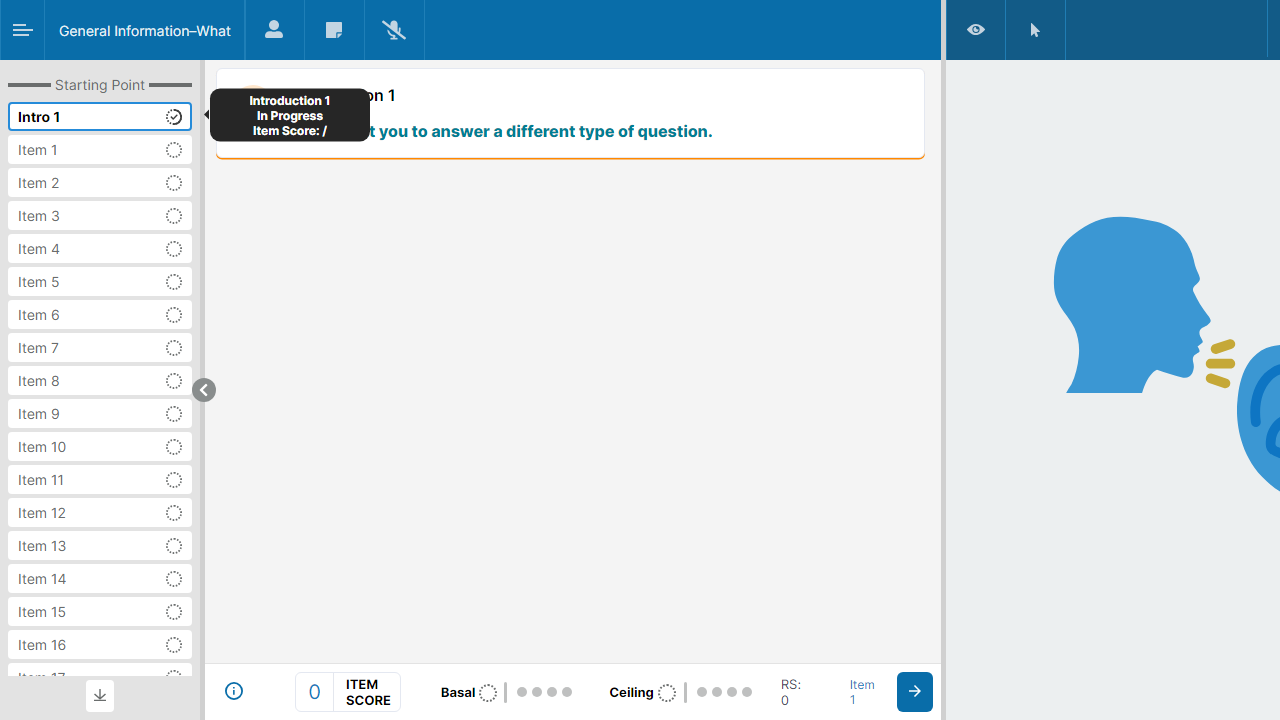 General Information–What
Starting Point
Intro 1
Item 1
Item 2
Item 3
Item 4
Item 5
Item 6
Item 7
Item 8
Item 9
Item 10
Item 11
Item 12
Item 13
Item 14
Item 15
Item 16
Item 17
Introduction 1
In Progress
Item Score: /
on 1
t you to answer a different type of question.
0
ITEM
SCORE
Basal
Ceiling
RS:
0
Item
1